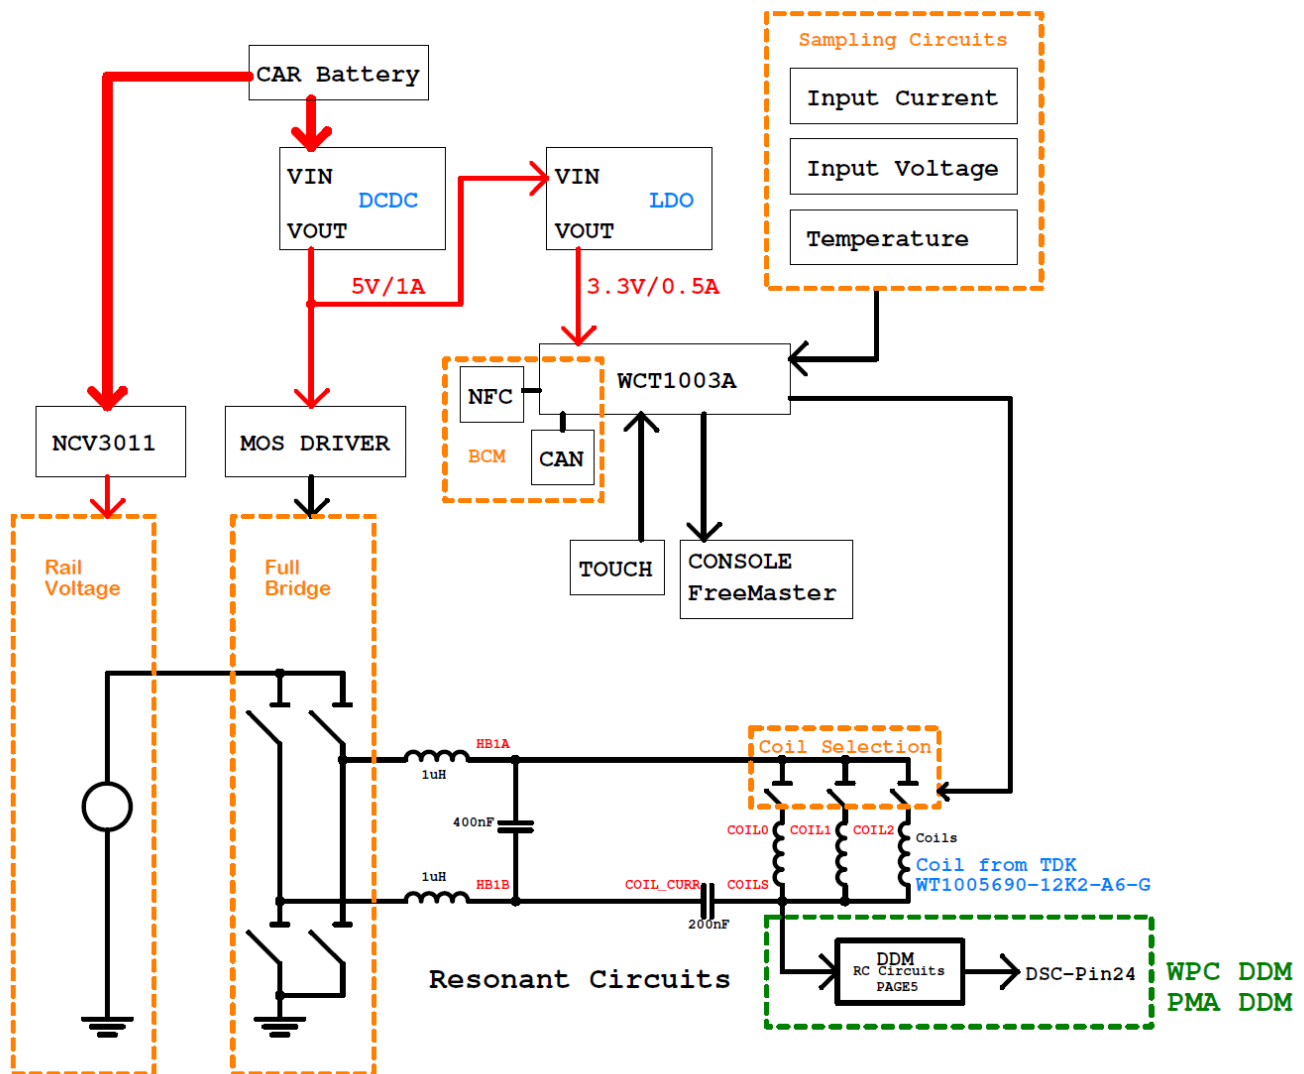 Sampling Circuits
CAR Battery
Input Current
VIN
DCDC
VOUT
VIN
LDO
VOUT
Input Voltage
Temperature
5V/1A
3.3V/0.5A
WCT1003A
NFC
BCM
CAN
NCV3011
MOS DRIVER
TOUCH
CONSOLE
FreeMaster
Rail
Voltage
Full
Bridge
HB1A
1uH
Coil Selection
400nF
COIL0
COIL1
COIL2
Coils
Coil from TDK
WT1005690-12K2-A6-G
1uH
HB1B
COIL_CURR
COILS
200nF
Resonant Circuits
DDM
RC Circuits
PAGE5
DSC-Pin24
WPC DDM
PMA DDM